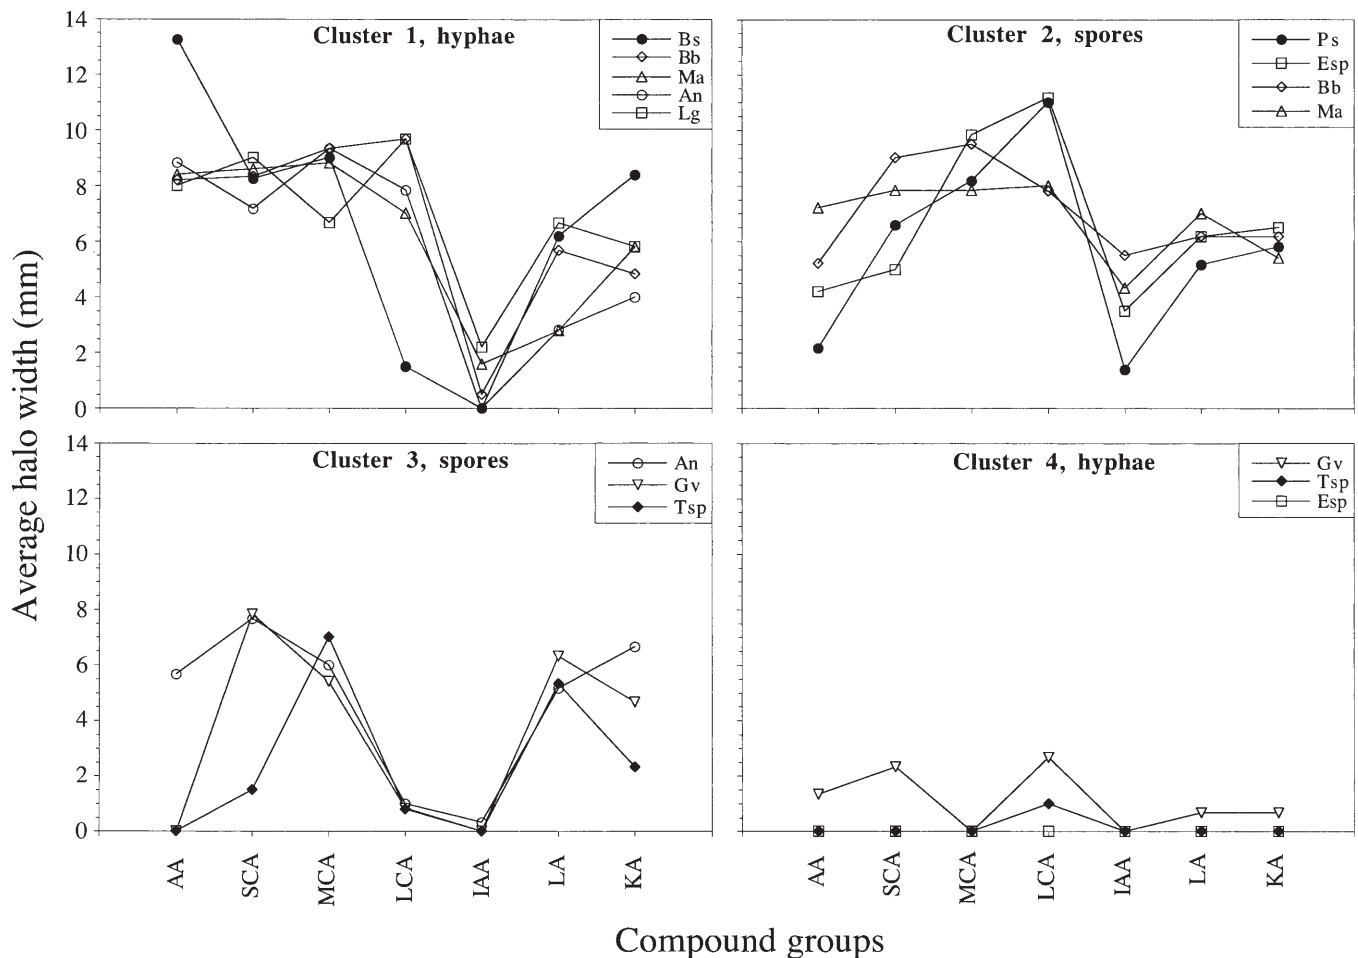 Average halo width (mm)
14
12
10
8
6
4
2
0
Cluster 1, hyphae
Bs
Bb
Ma
An
Lg
Cluster 2, spores
Ps
Esp
Bb
Ma
14
12
10
8
6
4
2
0
Cluster 3, spores
An
Gv
Tsp
Cluster 4, hyphae
Gv
Tsp
Esp
AA
SCA
MCA
LCA
IAA
LA
KA
AA
SCA
MCA
LCA
IAA
LA
KA
Compound groups